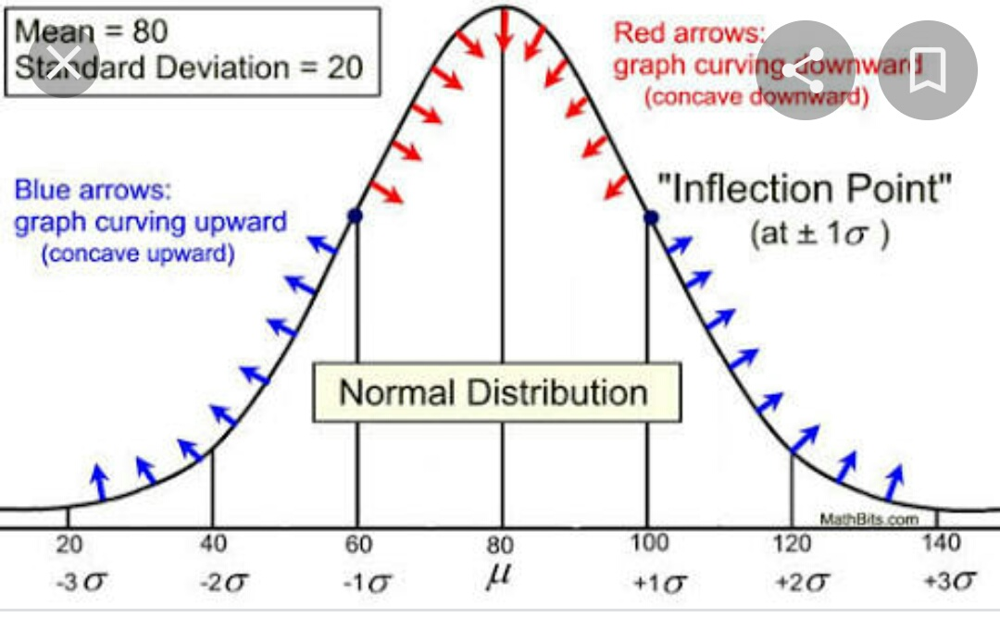 Mean = 80
Standard Deviation = 20
Red arrows:
graph curving downward
(concave downward)
Blue arrows:
graph curving upward
(concave upward)
"Inflection Point"
(at ± 1σ )
Normal Distribution
MathBits.com
20 40 60 80 100 120 140
-3σ -2σ -1σ μ +1σ +2σ +3σ